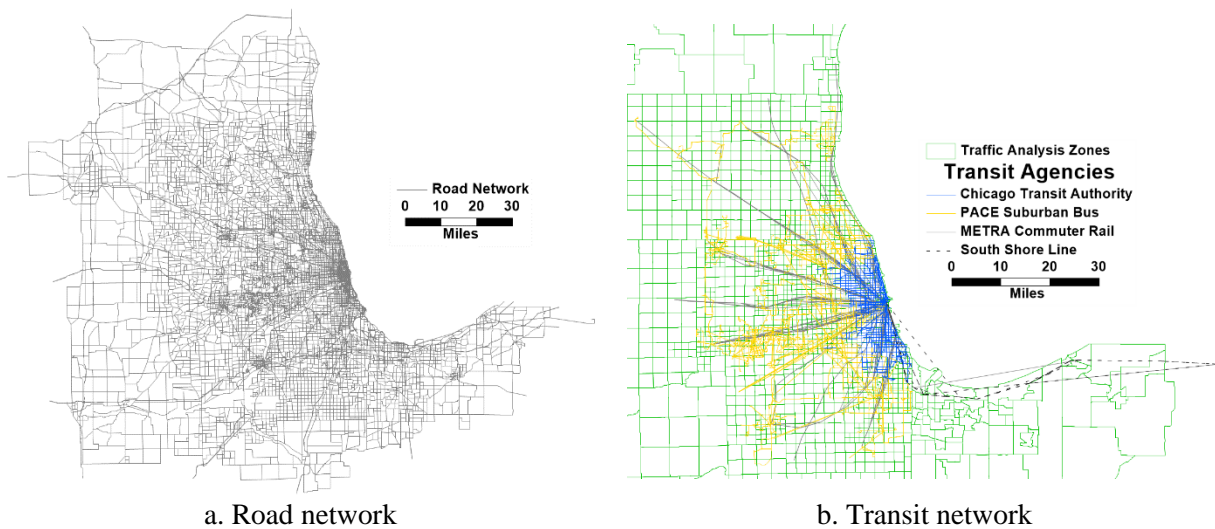 Road Network
0 10 20 30
Miles
Traffic Analysis Zones
Transit Agencies
Chicago Transit Authority
PACE Suburban Bus
METRA Commuter Rail
South Shore Line
0 10 20 30
Miles
a. Road network
b. Transit network